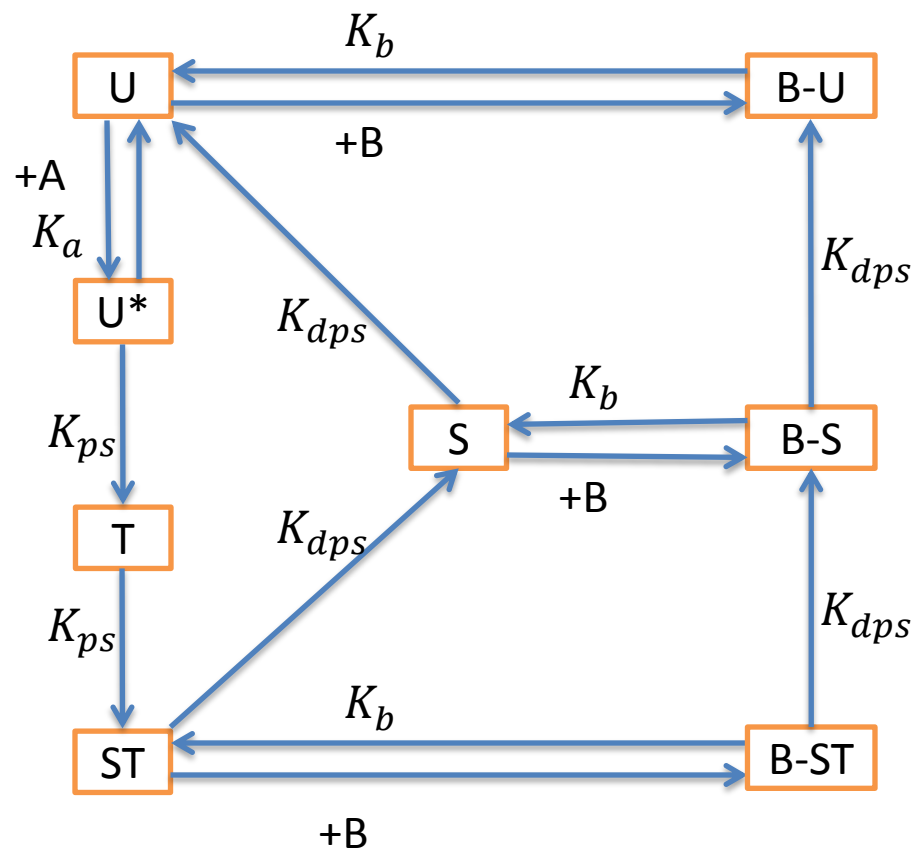 K_b
U
B-U
+B
+A
K_a
K_dps
U*
K_dps
K_b
K_ps
S
B-S
+B
T
K_dps
K_ps
K_dps
K_b
ST
B-ST
+B